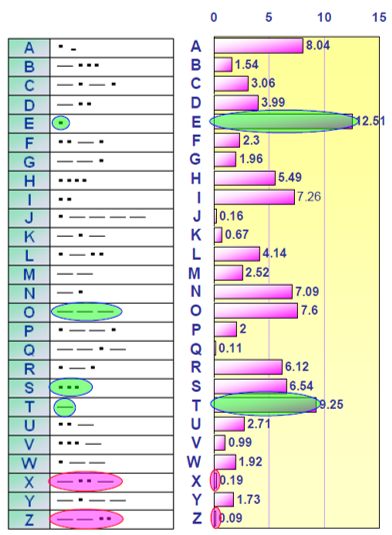 0 5 10 15
A · – A 8.04
B – · · · B 1.54
C – · – · C 3.06
D – · · D 3.99
E · E 12.51
F · · – · F 2.3
G – – · G 1.96
H · · · · H 5.49
I · · I 7.26
J · – – – – J 0.16
K – · – K 0.67
L · – · · L 4.14
M – – M 2.52
N – · N 7.09
O – – – O 7.6
P · – – · P 2
Q – – · – Q 0.11
R · – · R 6.12
S · · · S 6.54
T – T 9.25
U · · – U 2.71
V · · · – V 0.99
W · – – W 1.92
X – · · – X 0.19
Y – · – – Y 1.73
Z – – · · Z 0.09